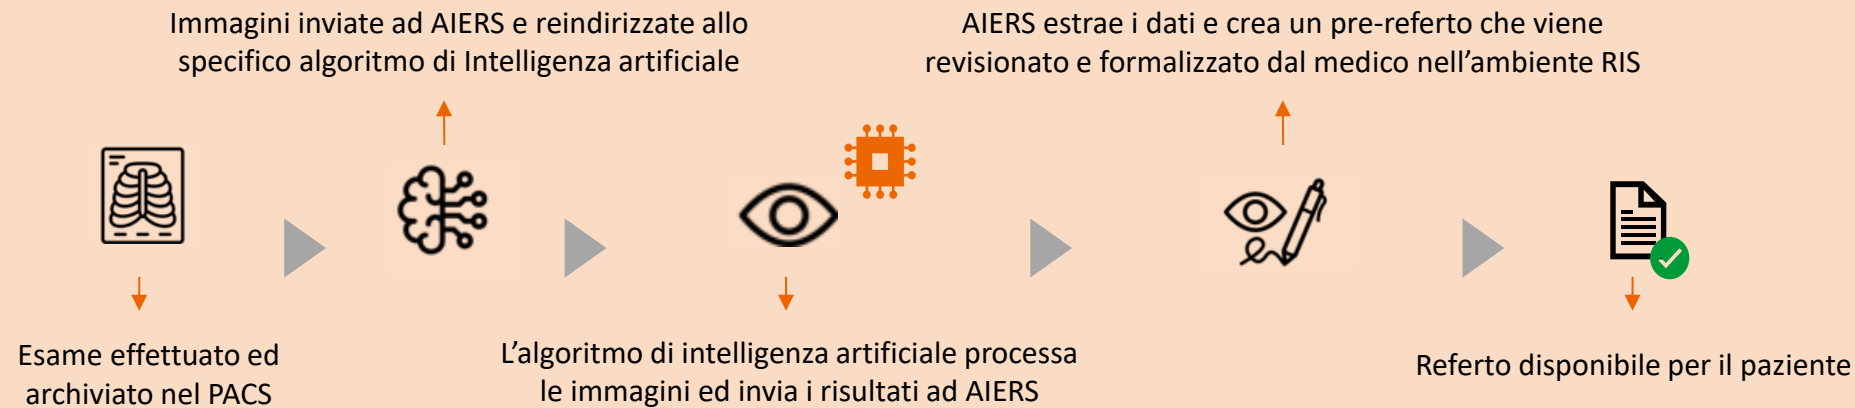 Immagini inviate ad AIERS e reindirizzate allo
specifico algoritmo di Intelligenza artificiale
AIERS estrae i dati e crea un pre-referto che viene
revisionato e formalizzato dal medico nell’ambiente RIS
Esame effettuato ed
archiviato nel PACS
L’algoritmo di intelligenza artificiale processa
le immagini ed invia i risultati ad AIERS
Referto disponibile per il paziente